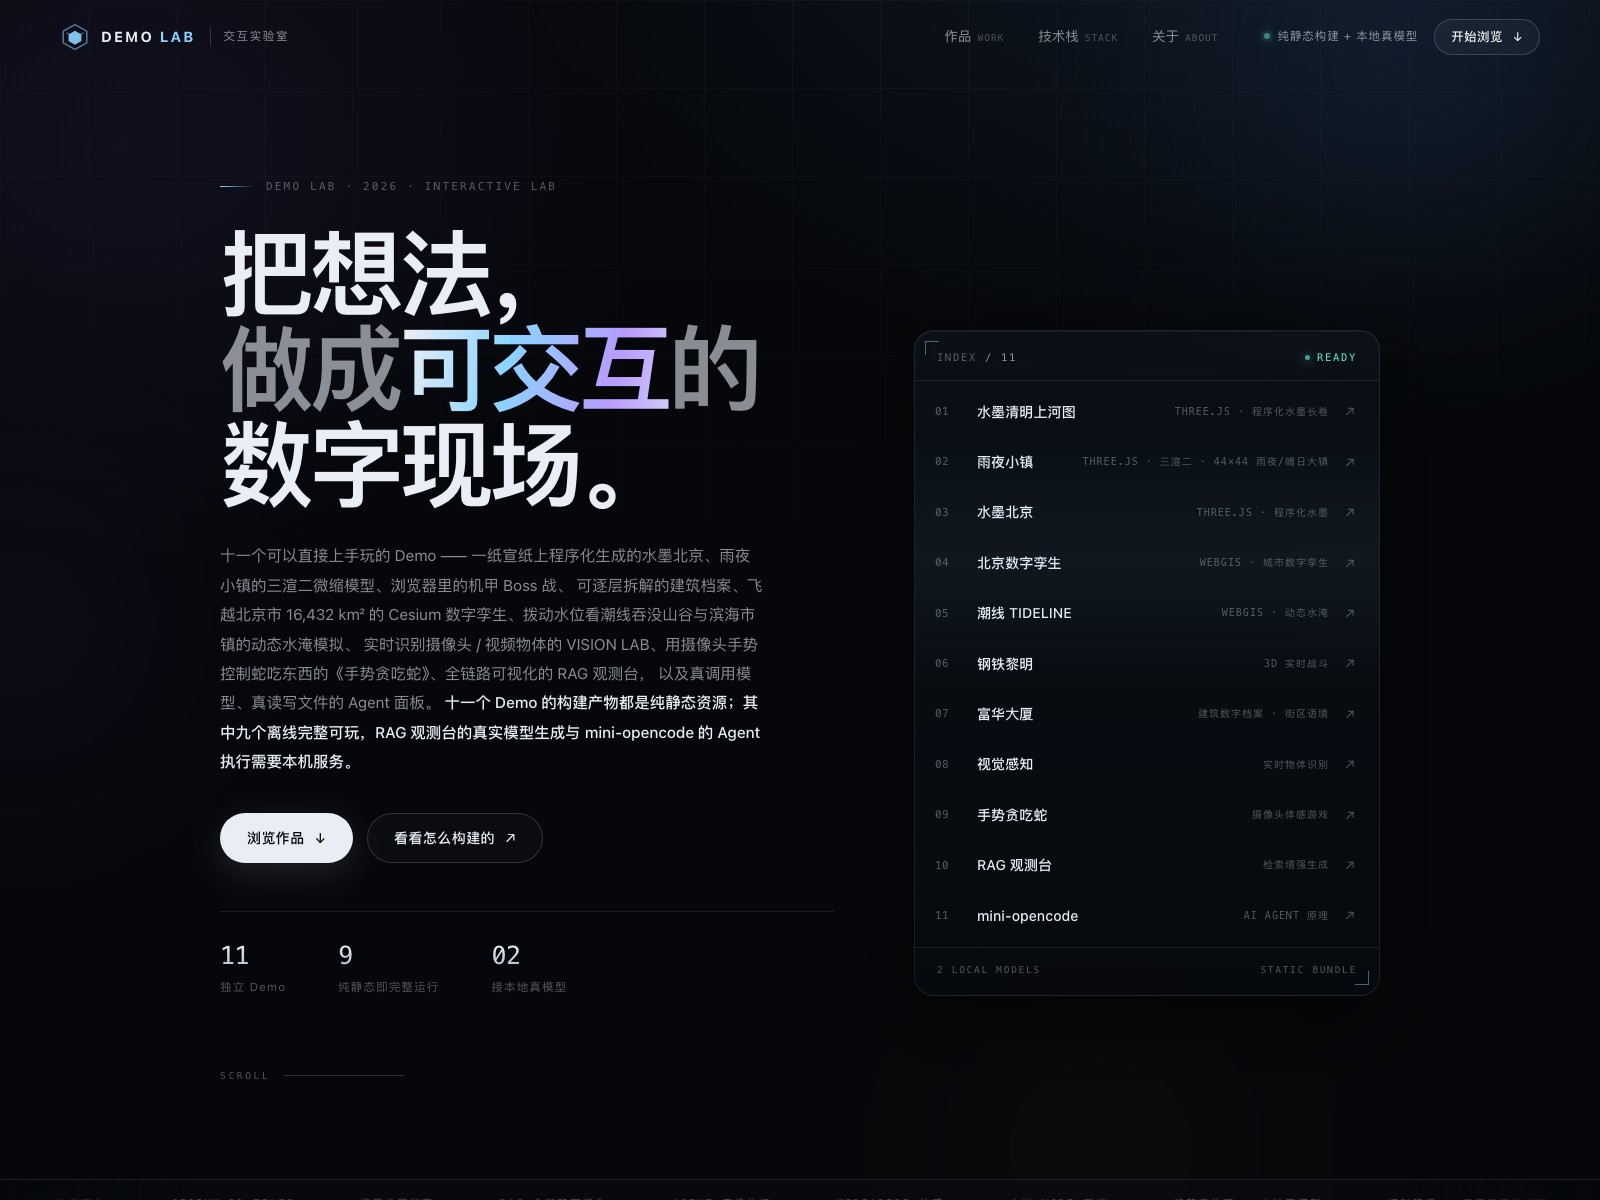 DEMO LAB 交互实验室
作品 WORK 技术栈 STACK 关于 ABOUT 纯静态构建 + 本地真模型 开始浏览 ↓
DEMO LAB · 2026 · INTERACTIVE LAB
把想法，
做成可交互的
数字现场。
十一个可以直接上手玩的 Demo —— 一纸宣纸上程序化生成的水墨北京、雨夜
小镇的三渲二微缩模型、浏览器里的机甲 Boss 战、 可逐层拆解的建筑档案、飞
越北京市 16,432 km² 的 Cesium 数字孪生、拨动水位看潮线吞没山谷与滨海市
镇的动态水淹模拟、 实时识别摄像头 / 视频物体的 VISION LAB、用摄像头手势
控制蛇吃东西的《手势贪吃蛇》、全链路可视化的 RAG 观测台， 以及真调用模
型、真读写文件的 Agent 面板。 十一个 Demo 的构建产物都是纯静态资源；其
中九个离线完整可玩，RAG 观测台的真实模型生成与 mini-opencode 的 Agent
执行需要本机服务。
浏览作品 ↓ 看看怎么构建的 ↗
11 9 02
独立 Demo 纯静态即完整运行 接本地真模型
SCROLL
INDEX / 11 READY
01 水墨清明上河图 THREE.JS · 程序化水墨长卷 ↗
02 雨夜小镇 THREE.JS · 三渲二 · 44×44 雨夜/晴日大镇 ↗
03 水墨北京 THREE.JS · 程序化水墨 ↗
04 北京数字孪生 WEBGIS · 城市数字孪生 ↗
05 潮线 TIDELINE WEBGIS · 动态水淹 ↗
06 钢铁黎明 3D 实时战斗 ↗
07 富华大厦 建筑数字档案 · 街区语境 ↗
08 视觉感知 实时物体识别 ↗
09 手势贪吃蛇 摄像头体感游戏 ↗
10 RAG 观测台 检索增强生成 ↗
11 mini-opencode AI AGENT 原理 ↗
2 LOCAL MODELS STATIC BUNDLE